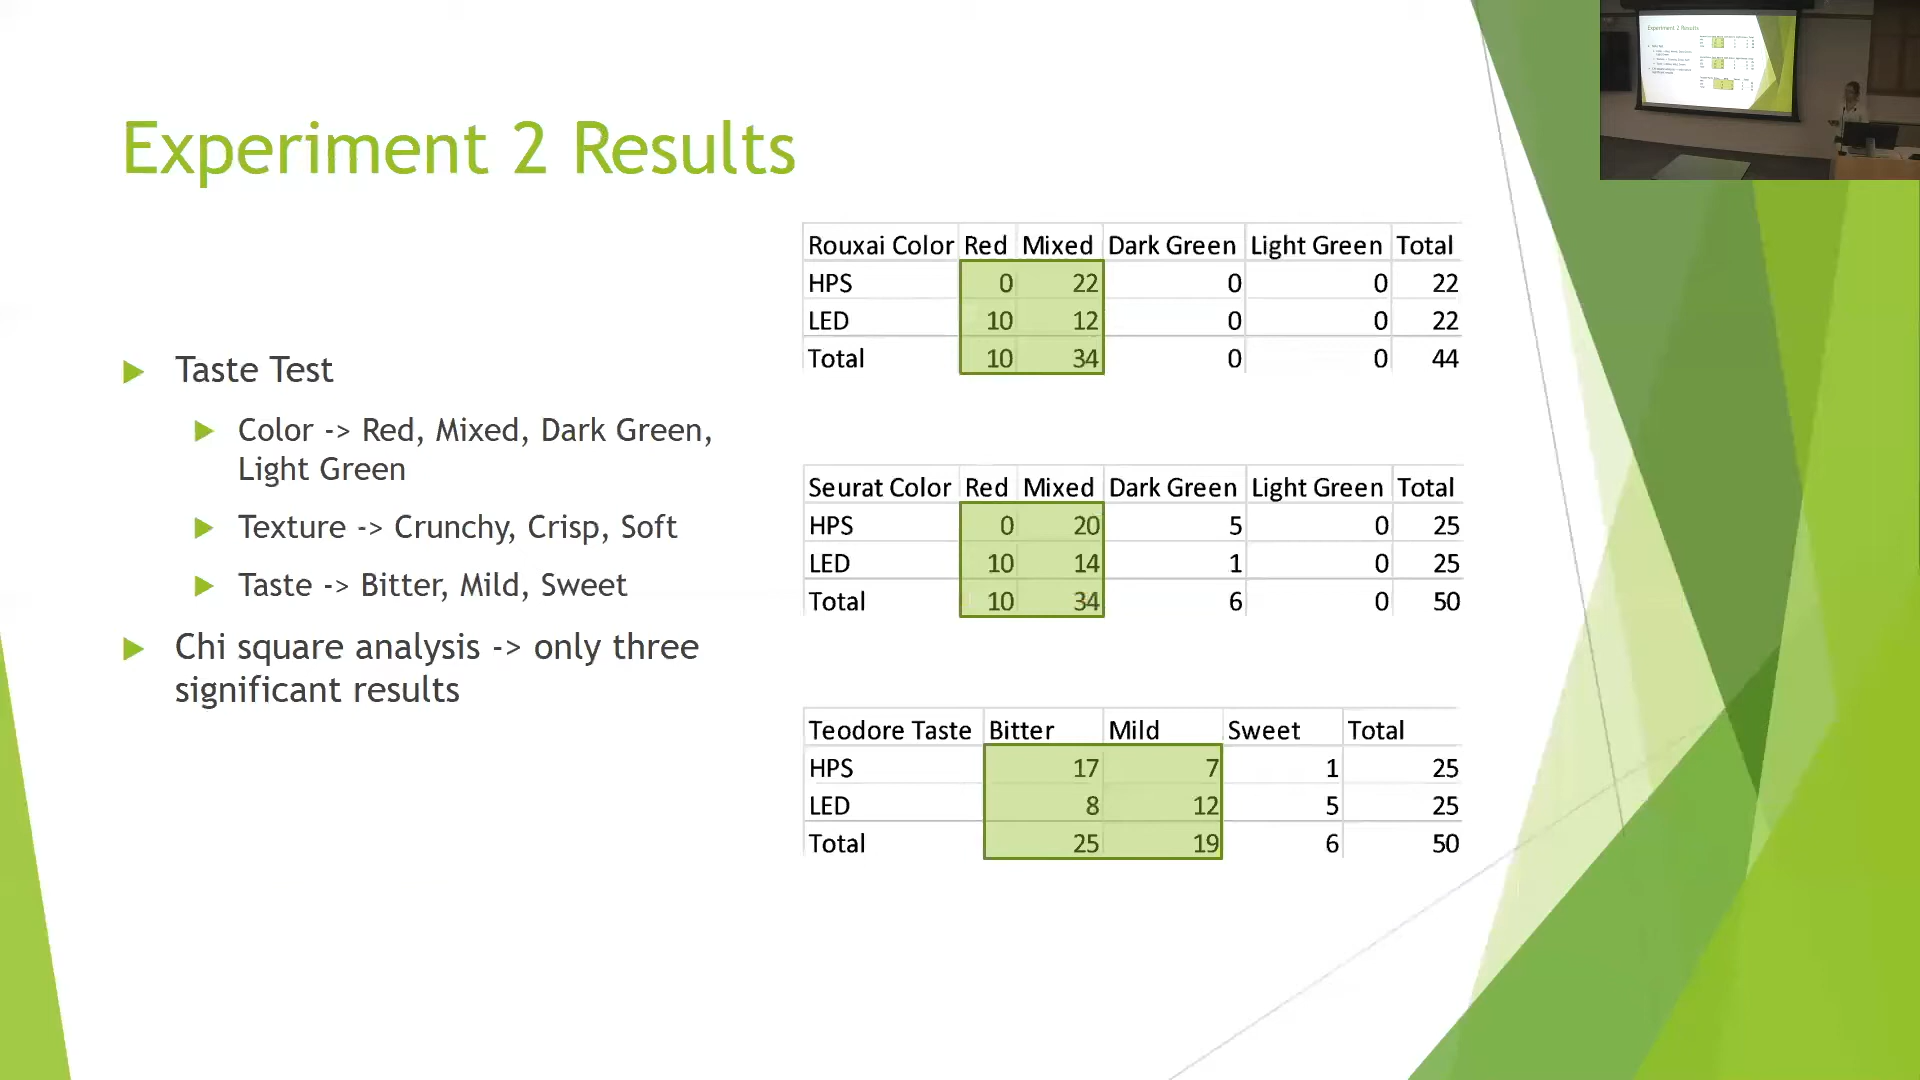 Experiment 2 Results
Taste Test
Color -> Red, Mixed, Dark Green,
Light Green
Texture -> Crunchy, Crisp, Soft
Taste -> Bitter, Mild, Sweet
Chi square analysis -> only three
significant results
Rouxai Color Red Mixed Dark Green Light Green Total
HPS 0 22 0 0 22
LED 10 12 0 0 22
Total 10 34 0 0 44
Seurat Color Red Mixed Dark Green Light Green Total
HPS 0 20 5 0 25
LED 10 14 1 0 25
Total 10 34 6 0 50
Teodore Taste Bitter Mild Sweet Total
HPS 17 7 1 25
LED 8 12 5 25
Total 25 19 6 50
Experiment 2 Results